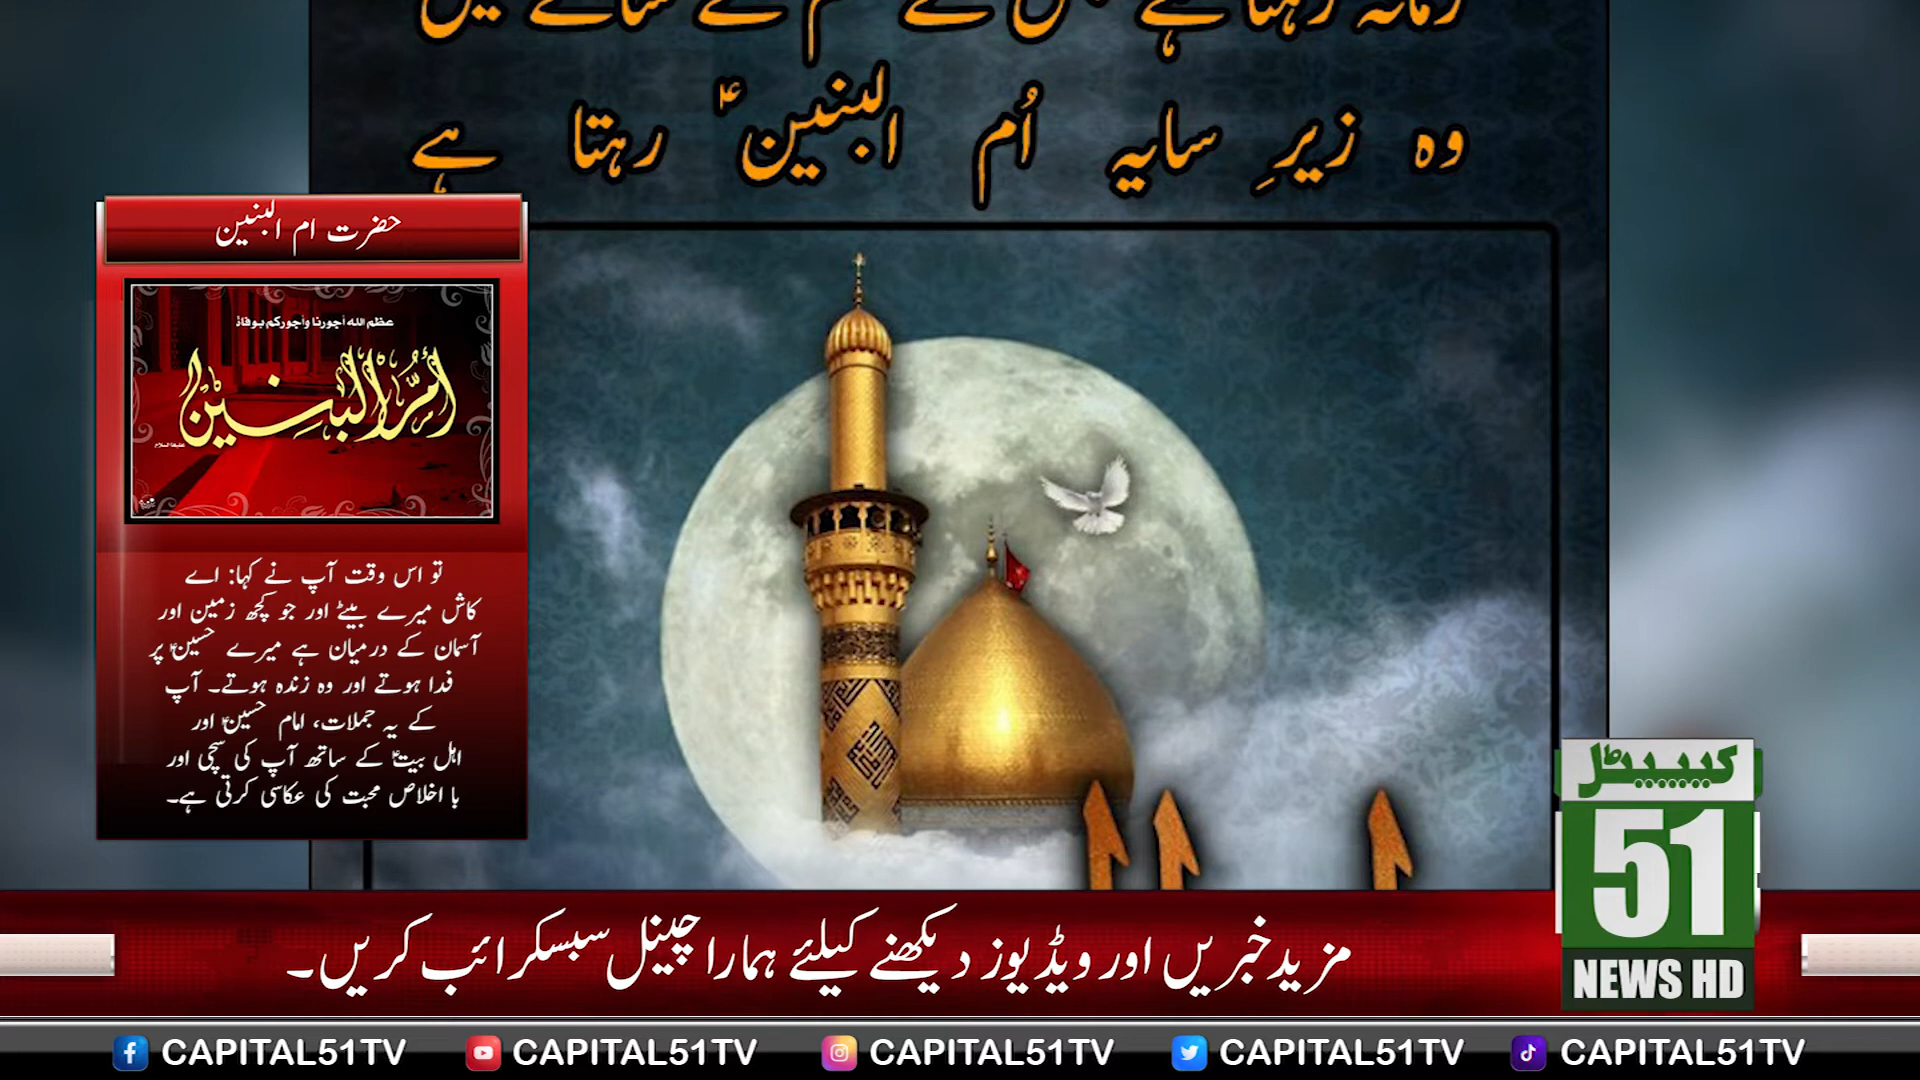 وہ زیرِ سایہ اُم البنینؑ رہتا ہے
حضرت ام البنین
عظم الله اجورنا واجوركم بوفاة
أم البنين
عليها السلام
تو اس وقت آپ نے کہا: اے
کاش میرے بیٹے اور جو کچھ زمین اور
آسمان کے درمیان ہے میرے حسینؑ پر
فدا ہوتے اور وہ زندہ ہوتے۔ آپ
کے یہ جملات، امام حسینؑ اور
اہل بیتؑ کے ساتھ آپ کی سچی اور
با اخلاص محبت کی عکاسی کرتی ہے۔
کیپیٹل
51
NEWS HD
مزید خبریں اور ویڈیوز دیکھنے کیلئے ہمارا چینل سبسکرائب کریں۔
CAPITAL51TV CAPITAL51TV CAPITAL51TV CAPITAL51TV CAPITAL51TV